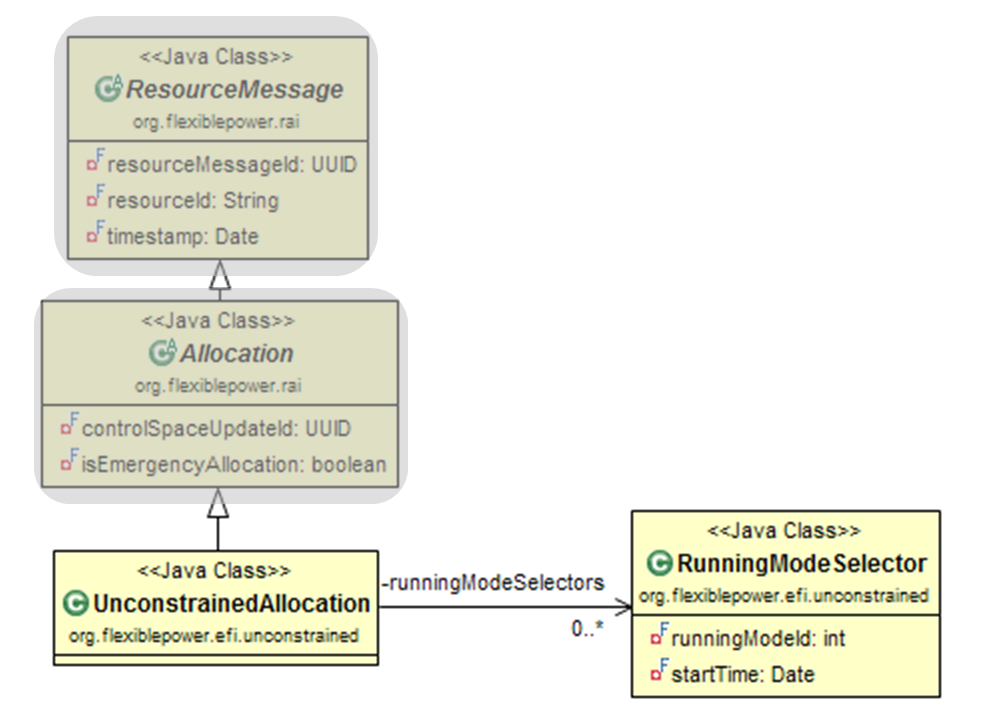 <<Java Class>>
ResourceMessage
org.flexiblepower.rai
resourceMessageId: UUID
resourceId: String
timestamp: Date
<<Java Class>>
Allocation
org.flexiblepower.rai
controlSpaceUpdateId: UUID
isEmergencyAllocation: boolean
<<Java Class>>
UnconstrainedAllocation
org.flexiblepower.efi.unconstrained
-runningModeSelectors
0..*
<<Java Class>>
RunningModeSelector
org.flexiblepower.efi.unconstrained
runningModeId: int
startTime: Date